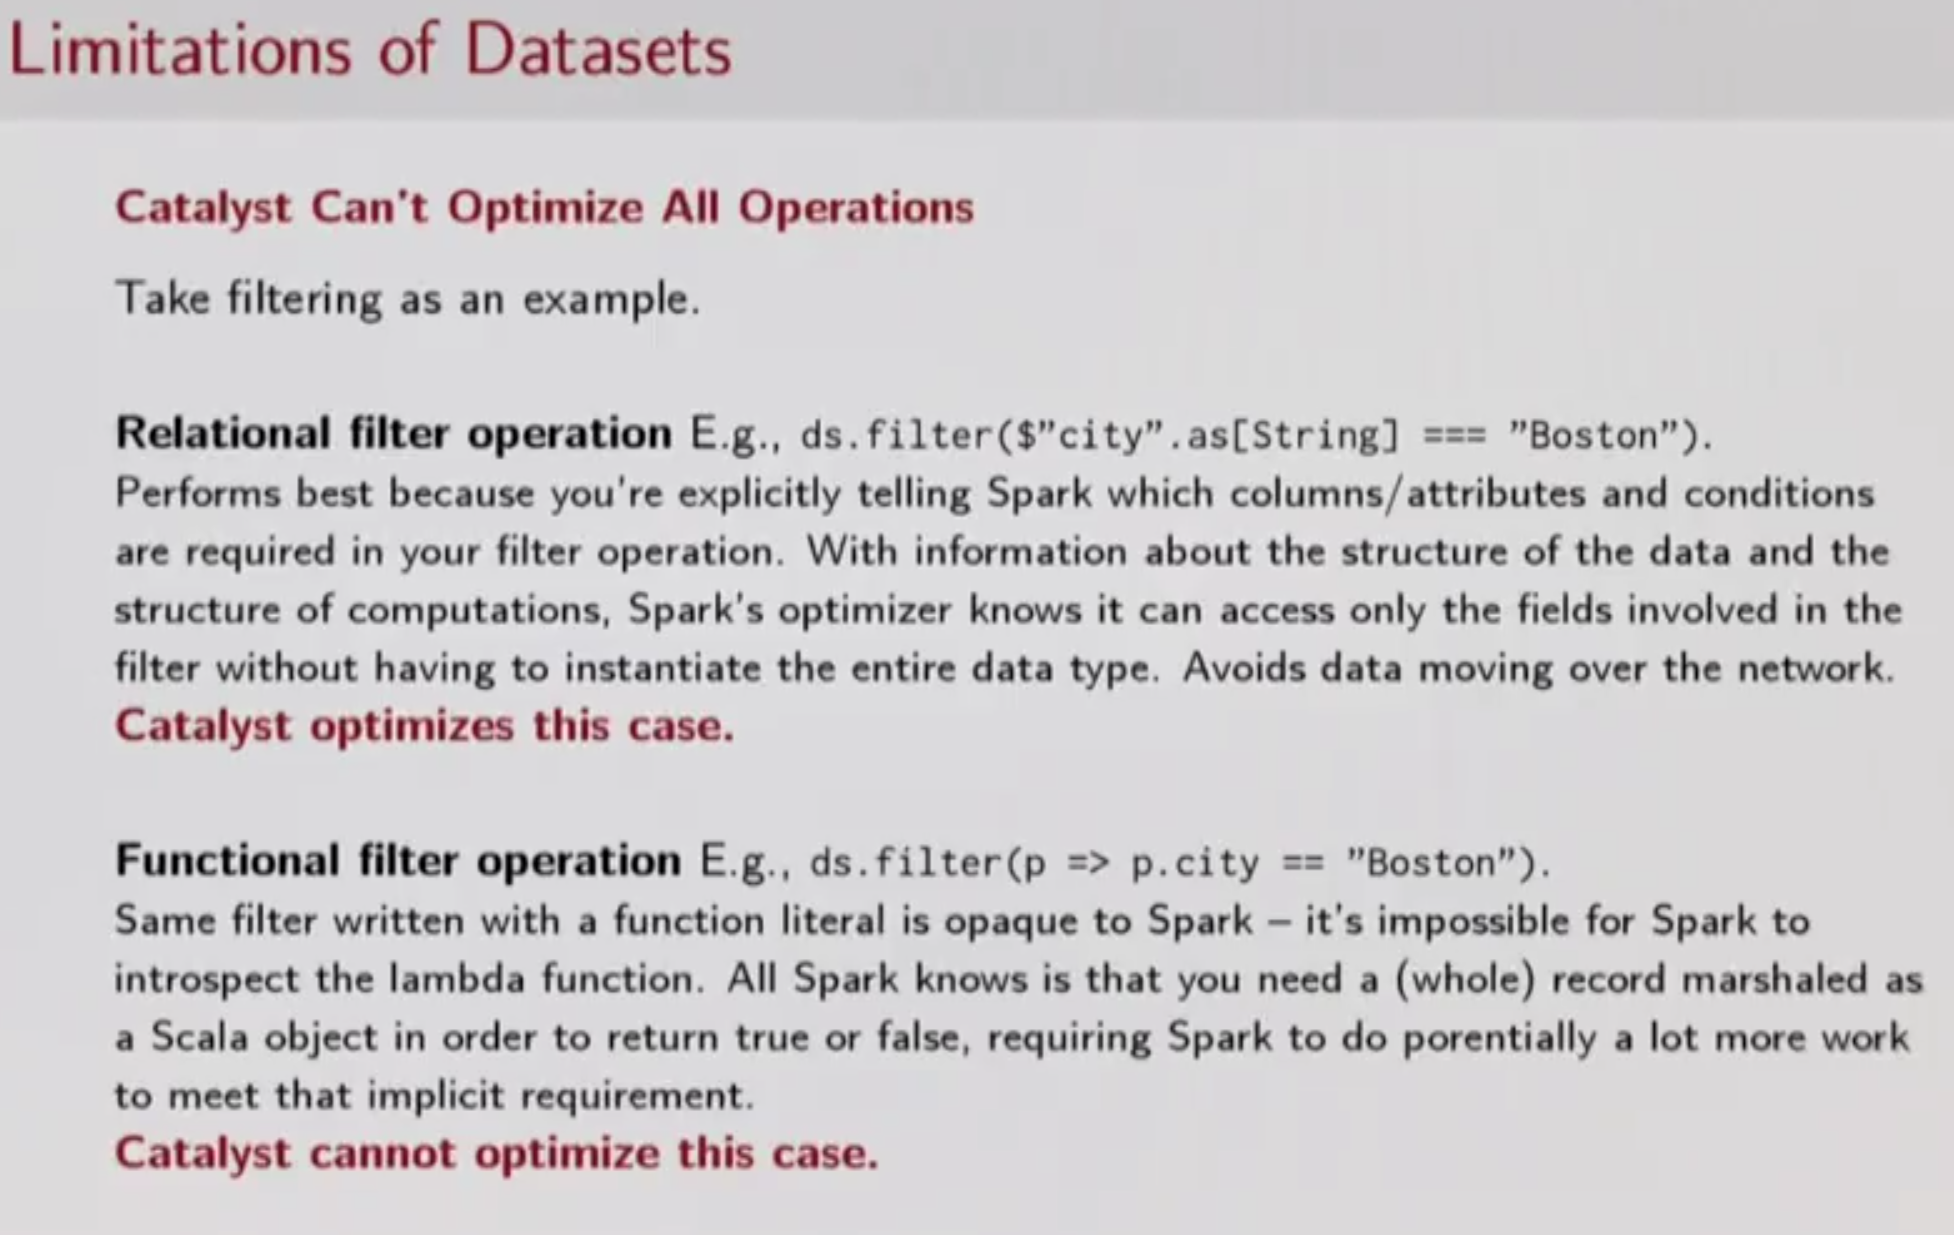 Limitations of Datasets
Catalyst Can't Optimize All Operations
Take filtering as an example.
Relational filter operation E.g., ds.filter($”city”.as[String] === ”Boston”).
Performs best because you're explicitly telling Spark which columns/attributes and conditions
are required in your filter operation. With information about the structure of the data and the
structure of computations, Spark's optimizer knows it can access only the fields involved in the
filter without having to instantiate the entire data type. Avoids data moving over the network.
Catalyst optimizes this case.
Functional filter operation E.g., ds.filter(p => p.city == ”Boston”).
Same filter written with a function literal is opaque to Spark – it's impossible for Spark to
introspect the lambda function. All Spark knows is that you need a (whole) record marshaled as
a Scala object in order to return true or false, requiring Spark to do porentially a lot more work
to meet that implicit requirement.
Catalyst cannot optimize this case.